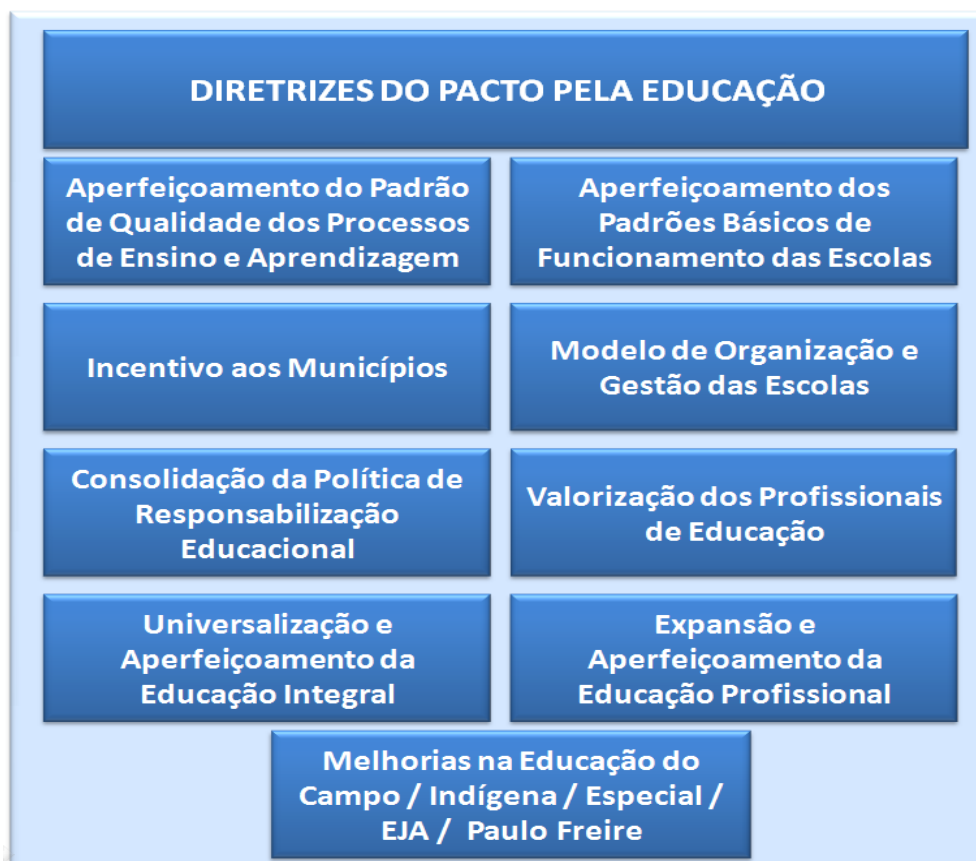 DIRETRIZES DO PACTO PELA EDUCAÇÃO
Aperfeiçoamento do Padrão
de Qualidade dos Processos
de Ensino e Aprendizagem
Aperfeiçoamento dos
Padrões Básicos de
Funcionamento das Escolas
Incentivo aos Municípios
Modelo de Organização e
Gestão das Escolas
Consolidação da Política de
Responsabilização
Educacional
Valorização dos Profissionais
de Educação
Universalização e
Aperfeiçoamento da
Educação Integral
Expansão e
Aperfeiçoamento da
Educação Profissional
Melhorias na Educação do
Campo / Indígena / Especial /
EJA / Paulo Freire